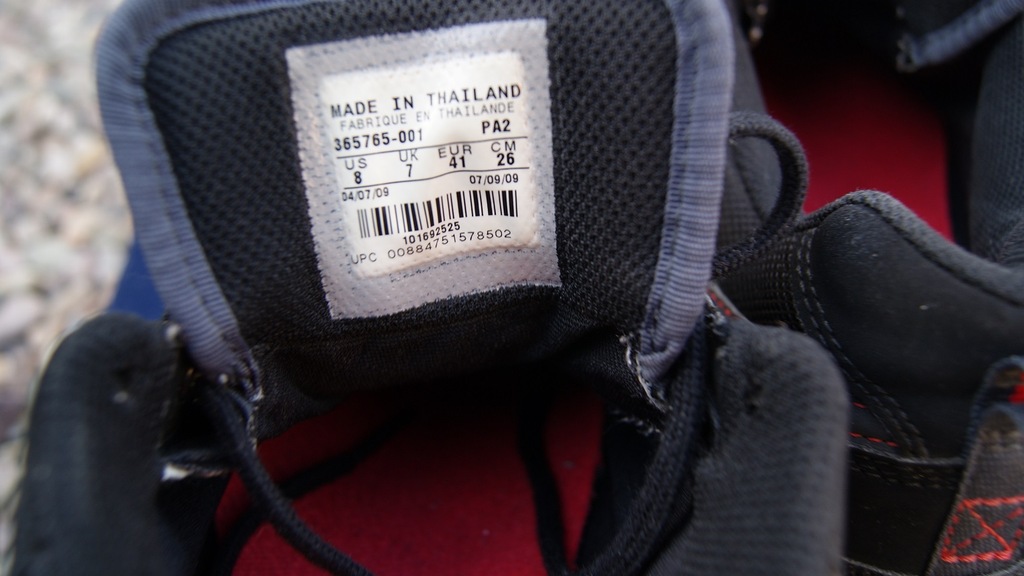 MADE IN THAILAND
FABRIQUE EN THAILANDE
365765-001 PA2
US UK EUR CM
8 7 41 26
04/07/09 07/09/09
101692525
UPC 00884751578502